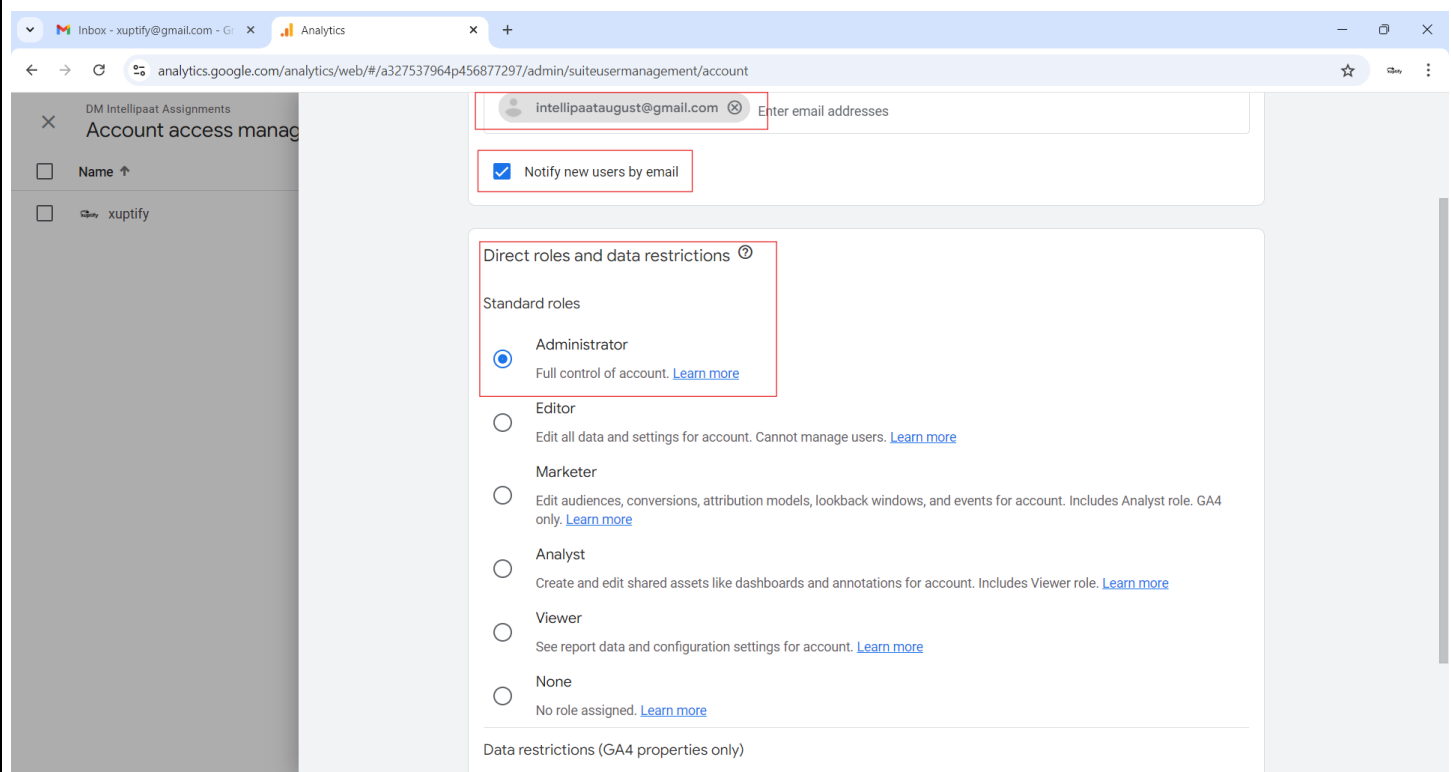 Inbox - xuptify@gmail.com - G
Analytics
analytics.google.com/analytics/web/#/a327537964p456877297/admin/suiteusermanagement/account
DM Intellipaat Assignments
Account access manag
Name
xuptify
intellipaataugust@gmail.com
Enter email addresses
Notify new users by email
Direct roles and data restrictions
Standard roles
Administrator
Full control of account. Learn more
Editor
Edit all data and settings for account. Cannot manage users. Learn more
Marketer
Edit audiences, conversions, attribution models, lookback windows, and events for account. Includes Analyst role. GA4
only. Learn more
Analyst
Create and edit shared assets like dashboards and annotations for account. Includes Viewer role. Learn more
Viewer
See report data and configuration settings for account. Learn more
None
No role assigned. Learn more
Data restrictions (GA4 properties only)